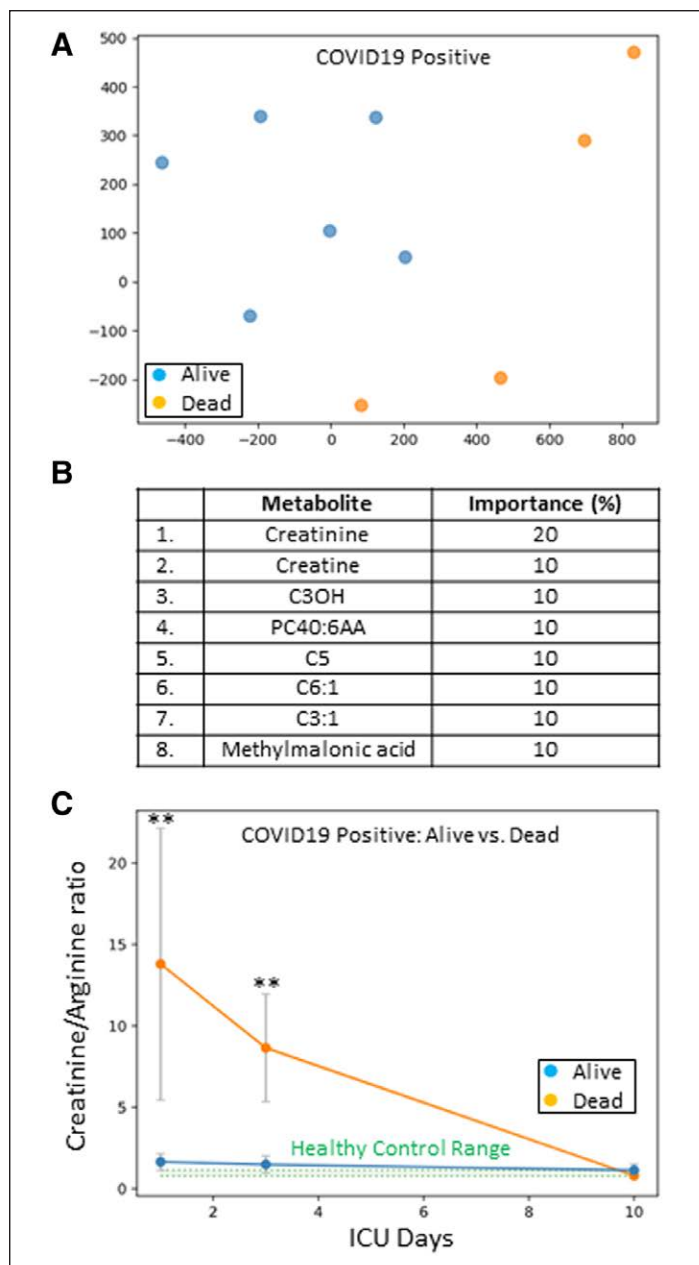 A
COVID19 Positive
500
400
300
200
100
0
−100
−200
Alive
Dead
−400 −200 0 200 400 600 800
B
Metabolite Importance (%)
1. Creatinine 20
2. Creatine 10
3. C3OH 10
4. PC40:6AA 10
5. C5 10
6. C6:1 10
7. C3:1 10
8. Methylmalonic acid 10
C
**
COVID19 Positive: Alive vs. Dead
20
15
**
10
Alive
Dead
5
Healthy Control Range
0
Creatinine/Arginine ratio
2 4 6 8 10
ICU Days